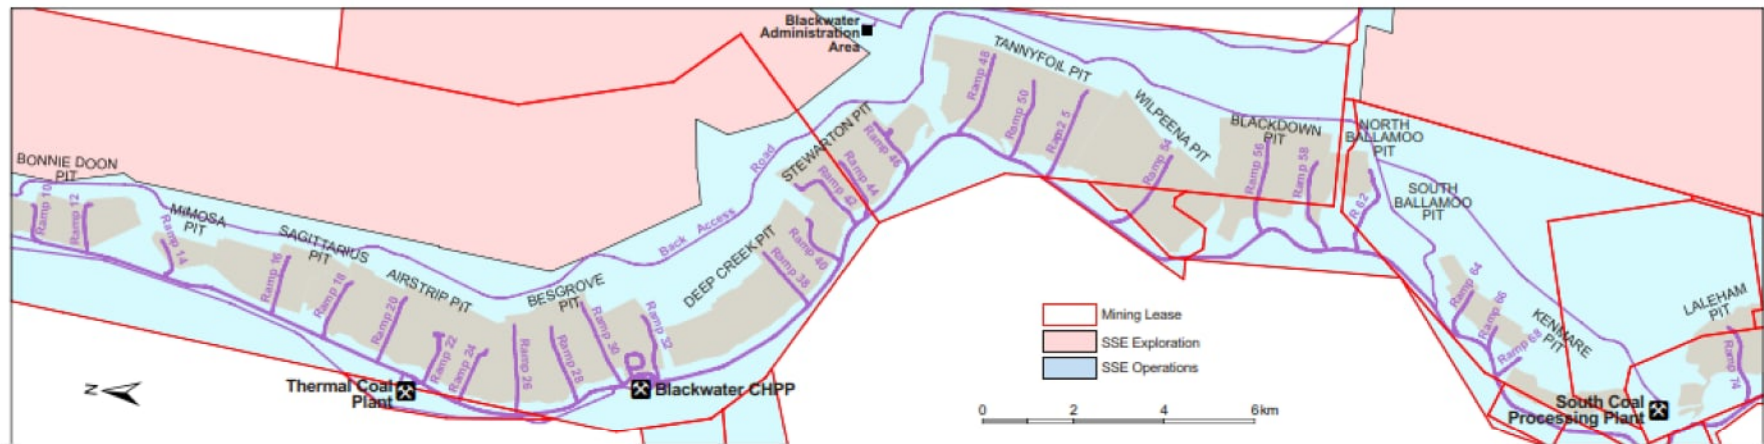 Blackwater
Administration
Area
BONNIE DOON
PIT
Ramp 10
Ramp 12
MIMOSA
PIT
Ramp 14
SAGITTARIUS
PIT
Ramp 16
Ramp 18
AIRSTRIP PIT
Ramp 20
Ramp 22
Ramp 24
BESGROVE
PIT
Ramp 26
Ramp 28
Ramp 30
Ramp 32
DEEP CREEK PIT
Ramp 38
Ramp 40
Back Access Road
STEWARTON PIT
Ramp 42
Ramp 44
Ramp 46
TANNYFOIL PIT
Ramp 48
Ramp 50
Ramp2 5
WILPEENA PIT
Ramp 54
BLACKDOWN
PIT
Ramp 56
Ramp 58
NORTH
BALLAMOO
PIT
R 62
SOUTH
BALLAMOO
PIT
Ramp 64
Ramp 66
Ramp 68
KENMARE
PIT
LALEHAM
PIT
Ramp 74
Thermal Coal
Plant
Blackwater CHPP
South Coal
Processing Plant
Mining Lease
SSE Exploration
SSE Operations
N
0 2 4 6km